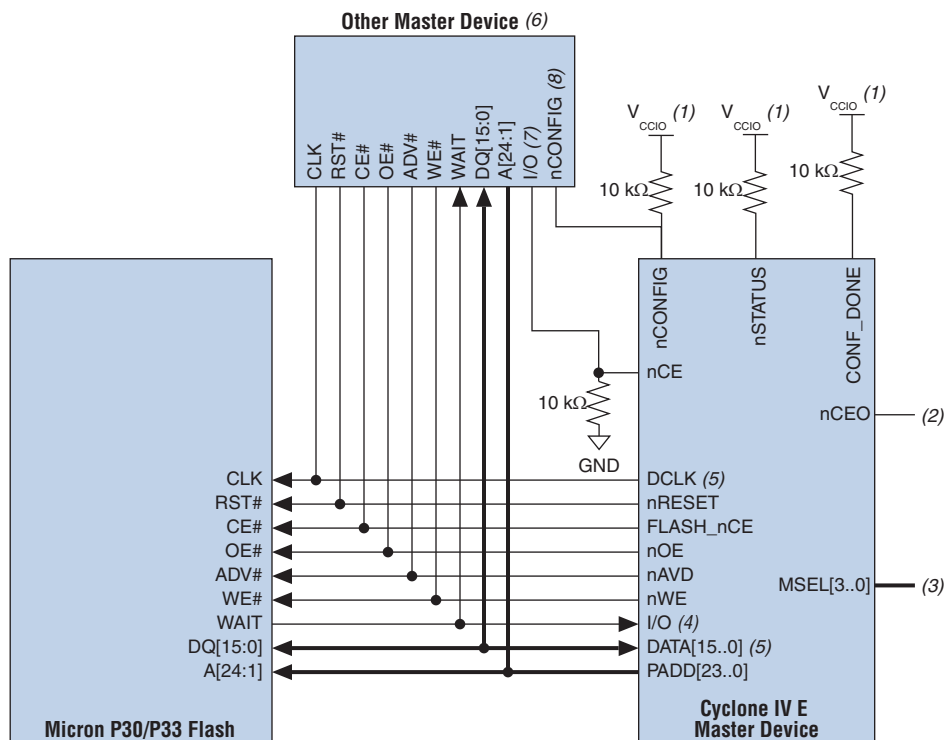 Other Master Device (6)
CLK
RST#
CE#
OE#
ADV#
WE#
WAIT
DQ[15:0]
A[24:1]
I/O (7)
nCONFIG (8)
VCCIO (1)
VCCIO (1)
VCCIO (1)
10 kΩ
10 kΩ
10 kΩ
nCONFIG
nSTATUS
CONF_DONE
nCE
10 kΩ
GND
nCEO
(2)
CLK
DCLK (5)
RST#
nRESET
CE#
FLASH_nCE
OE#
nOE
ADV#
nAVD
MSEL[3..0]
(3)
WE#
nWE
WAIT
I/O (4)
DQ[15:0]
DATA[15..0] (5)
A[24:1]
PADD[23..0]
Micron P30/P33 Flash
Cyclone IV E
Master Device